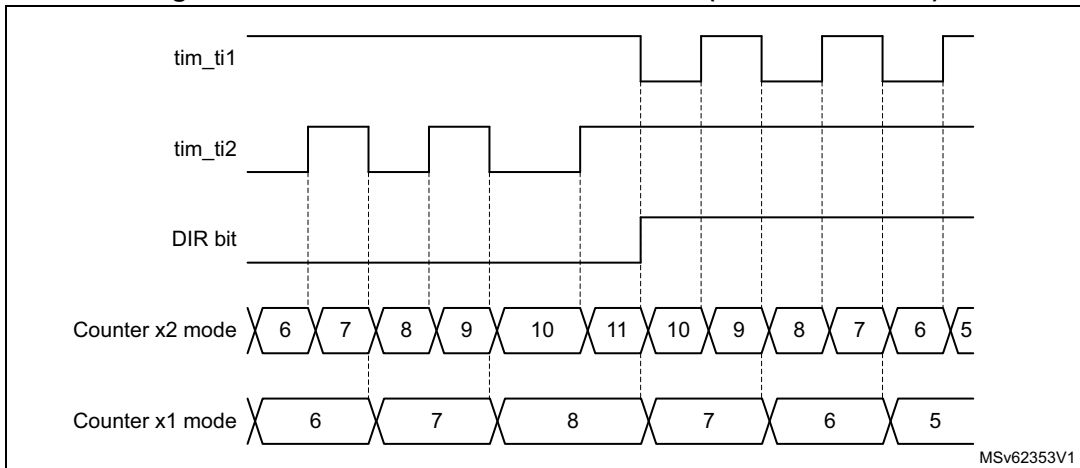 tim_ti1
tim_ti2
DIR bit
Counter x2 mode 6 7 8 9 10 11 10 9 8 7 6 5
Counter x1 mode 6 7 8 7 6 5
MSv62353V1